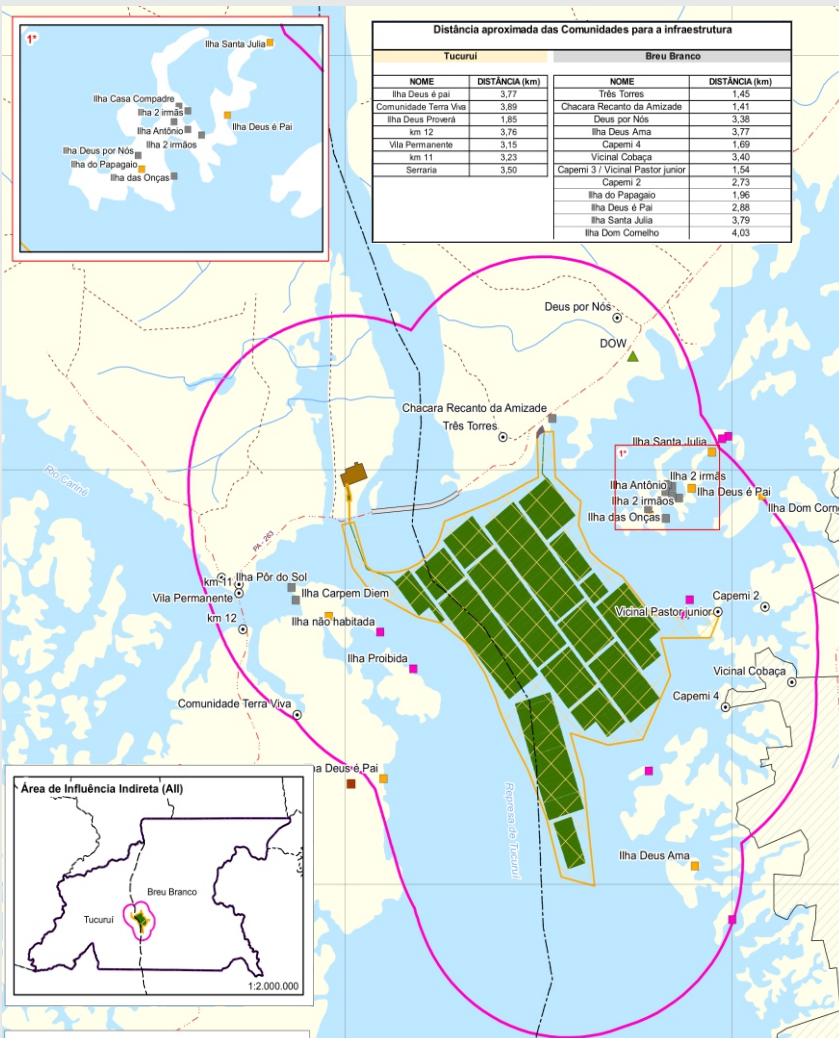 1*
Ilha Santa Julia
Ilha Casa Compadre
Ilha 2 irmãs
Ilha Antônio
Ilha Deus é Pai
Ilha 2 irmãos
Ilha Deus por Nós
Ilha do Papagaio
Ilha das Onças
Distância aproximada das Comunidades para a infraestrutura
Tucuruí
NOME DISTÂNCIA (km)
Ilha Deus é pai 3,77
Comunidade Terra Viva 3,89
Ilha Deus Proverá 1,85
km 12 3,76
Vila Permanente 3,15
km 11 3,23
Serraria 3,50
Breu Branco
NOME DISTÂNCIA (km)
Três Torres 1,45
Chacara Recanto da Amizade 1,41
Deus por Nós 3,38
Ilha Deus Ama 3,77
Capemi 4 1,69
Vicinal Cobaça 3,40
Capemi 3 / Vicinal Pastor junior 1,54
Capemi 2 2,73
Ilha do Papagaio 1,96
Ilha Deus é Pai 2,88
Ilha Santa Julia 3,79
Ilha Dom Cornelho 4,03
Deus por Nós
DOW
Chacara Recanto da Amizade
Três Torres
Ilha Santa Julia
1*
Ilha 2 irmãs
Ilha Antônio
Ilha Deus é Pai
Ilha 2 irmãos
Ilha Dom Corn
Ilha das Onças
PA - 263
km 11
Ilha Pôr do Sol
Vila Permanente
Ilha Carpem Diem
Capemi 2
Vicinal Pastor junior
km 12
Ilha não habitada
Ilha Proibida
Vicinal Cobaça
Capemi 4
Comunidade Terra Viva
ha Deus é Pai
Represa de Tucuruí
Ilha Deus Ama
Área de Influência Indireta (AII)
Breu Branco
Tucuruí
1:2.000.000